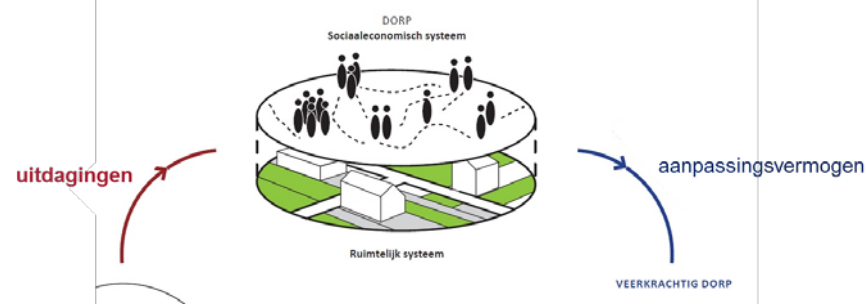 DORP
Sociaaleconomisch systeem
uitdagingen
aanpassingsvermogen
Ruimtelijk systeem
VEERKRACHTIG DORP